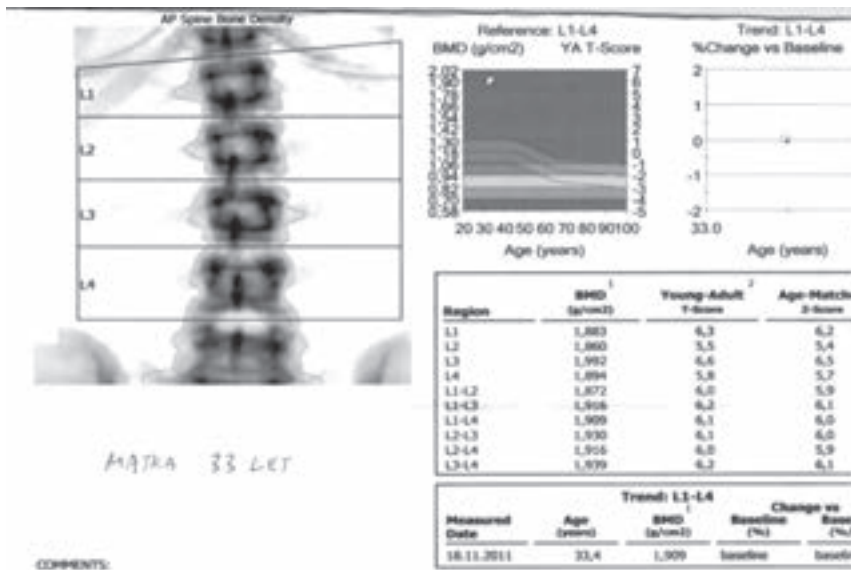 AP Spine Bone Density
L1
L2
L3
L4
MATKA 33 LET
COMMENTS:
Reference: L1-L4
BMD (g/cm2) YA T-Score
20 30 40 50 60 70 80 90 100
Age (years)
Trend: L1-L4
%Change vs Baseline
2
1
0
-1
-2
33.0
Age (years)
Region BMD 1 (g/cm2) Young-Adult 2 T-Score Age-Matche Z-Score
L1 1,883 6,3 6,2
L2 1,860 5,5 5,4
L3 1,992 6,6 6,5
L4 1,894 5,8 5,7
L1-L2 1,872 6,0 5,9
L1-L3 1,916 6,2 6,1
L1-L4 1,909 6,1 6,0
L2-L3 1,930 6,1 6,0
L2-L4 1,916 6,0 5,9
L3-L4 1,939 6,2 6,1
Trend: L1-L4
Change vs
Measured Date Age (years) BMD 1 (g/cm2) Baseline (%) Base (%/
18.11.2011 33,4 1,909 baseline baseli